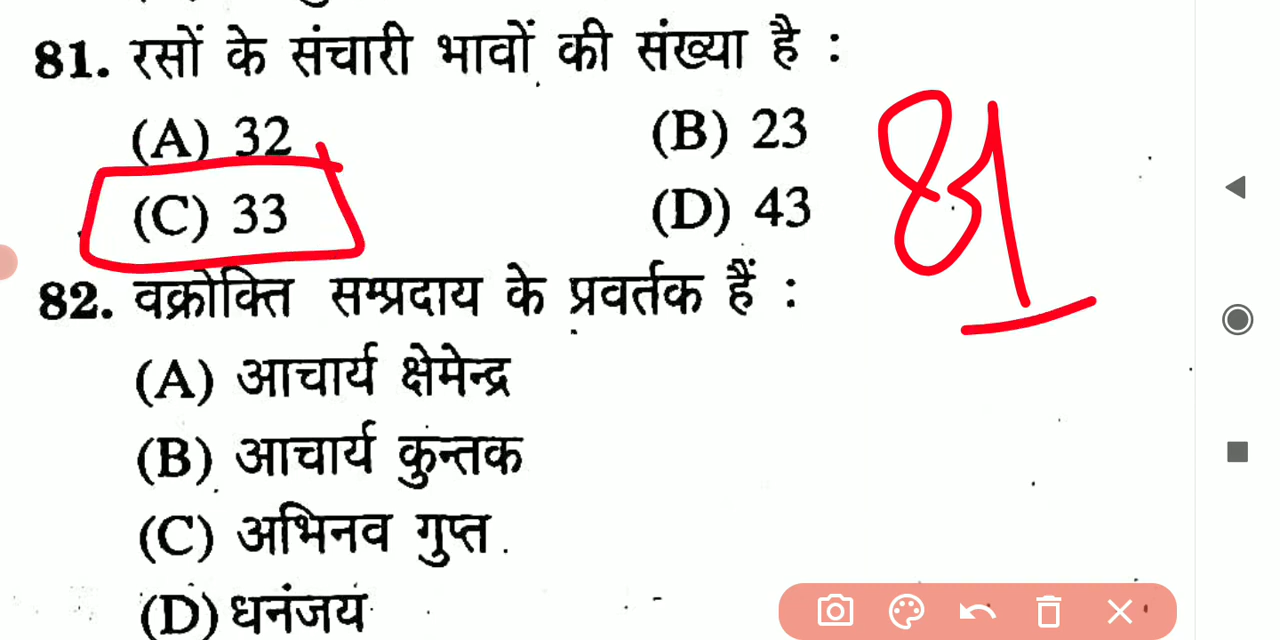 81. रसों के संचारी भावों की संख्या है :
(A) 32 (B) 23
(C) 33 (D) 43
81
82. वक्रोक्ति सम्प्रदाय के प्रवर्तक हैं :
(A) आचार्य क्षेमेन्द्र
(B) आचार्य कुन्तक
(C) अभिनव गुप्त
(D) धनंजय